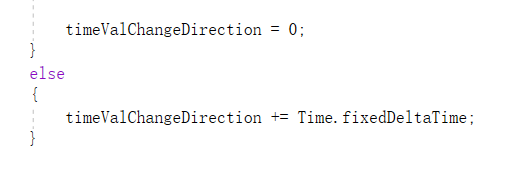 timeValChangeDirection = 0;
}
else
{
timeValChangeDirection += Time.fixedDeltaTime;
}